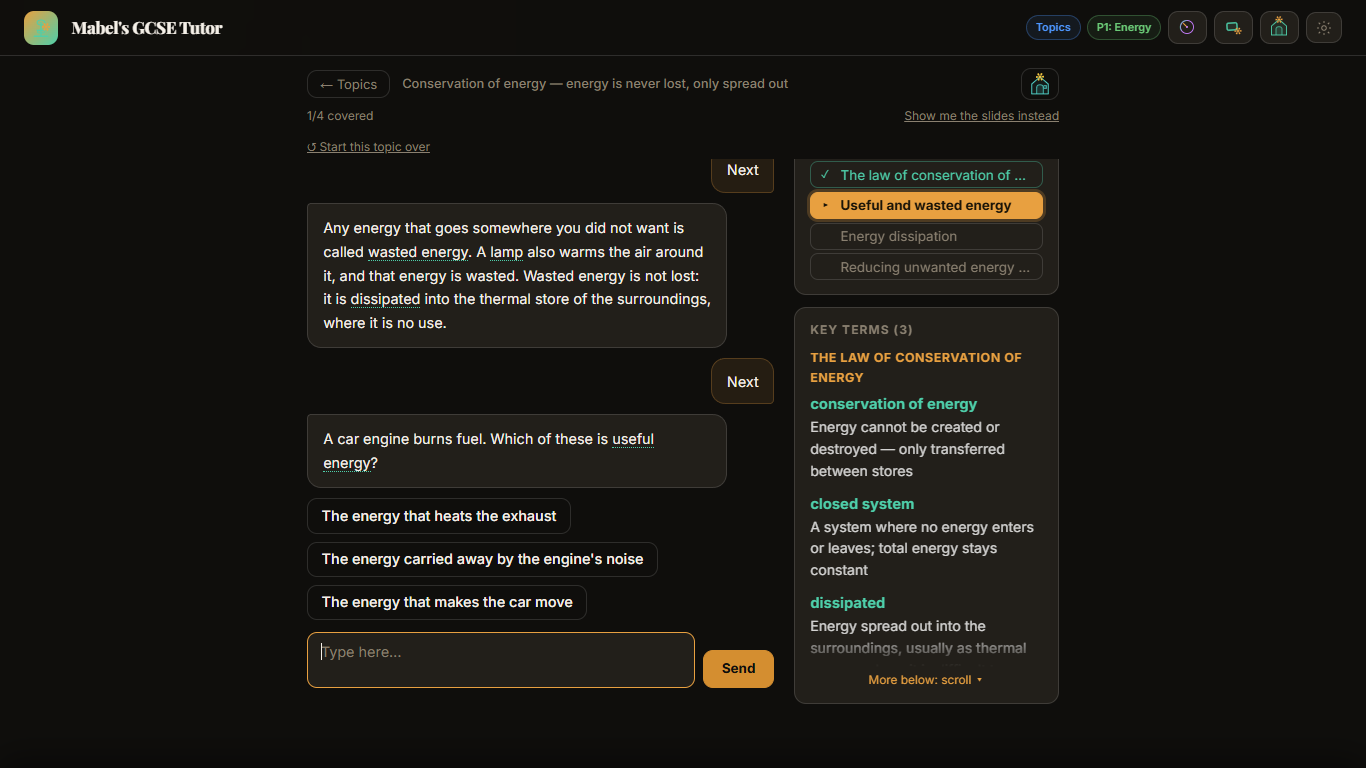 Mabel's GCSE Tutor
Topics
P1: Energy
← Topics
Conservation of energy — energy is never lost, only spread out
1/4 covered
Show me the slides instead
↺ Start this topic over
Next
Any energy that goes somewhere you did not want is
called wasted energy. A lamp also warms the air around
it, and that energy is wasted. Wasted energy is not lost:
it is dissipated into the thermal store of the surroundings,
where it is no use.
Next
A car engine burns fuel. Which of these is useful
energy?
The energy that heats the exhaust
The energy carried away by the engine's noise
The energy that makes the car move
Type here...
Send
✓ The law of conservation of ...
▸ Useful and wasted energy
Energy dissipation
Reducing unwanted energy ...
KEY TERMS (3)
THE LAW OF CONSERVATION OF
ENERGY
conservation of energy
Energy cannot be created or
destroyed — only transferred
between stores
closed system
A system where no energy enters
or leaves; total energy stays
constant
dissipated
Energy spread out into the
surroundings, usually as thermal
More below: scroll ▾